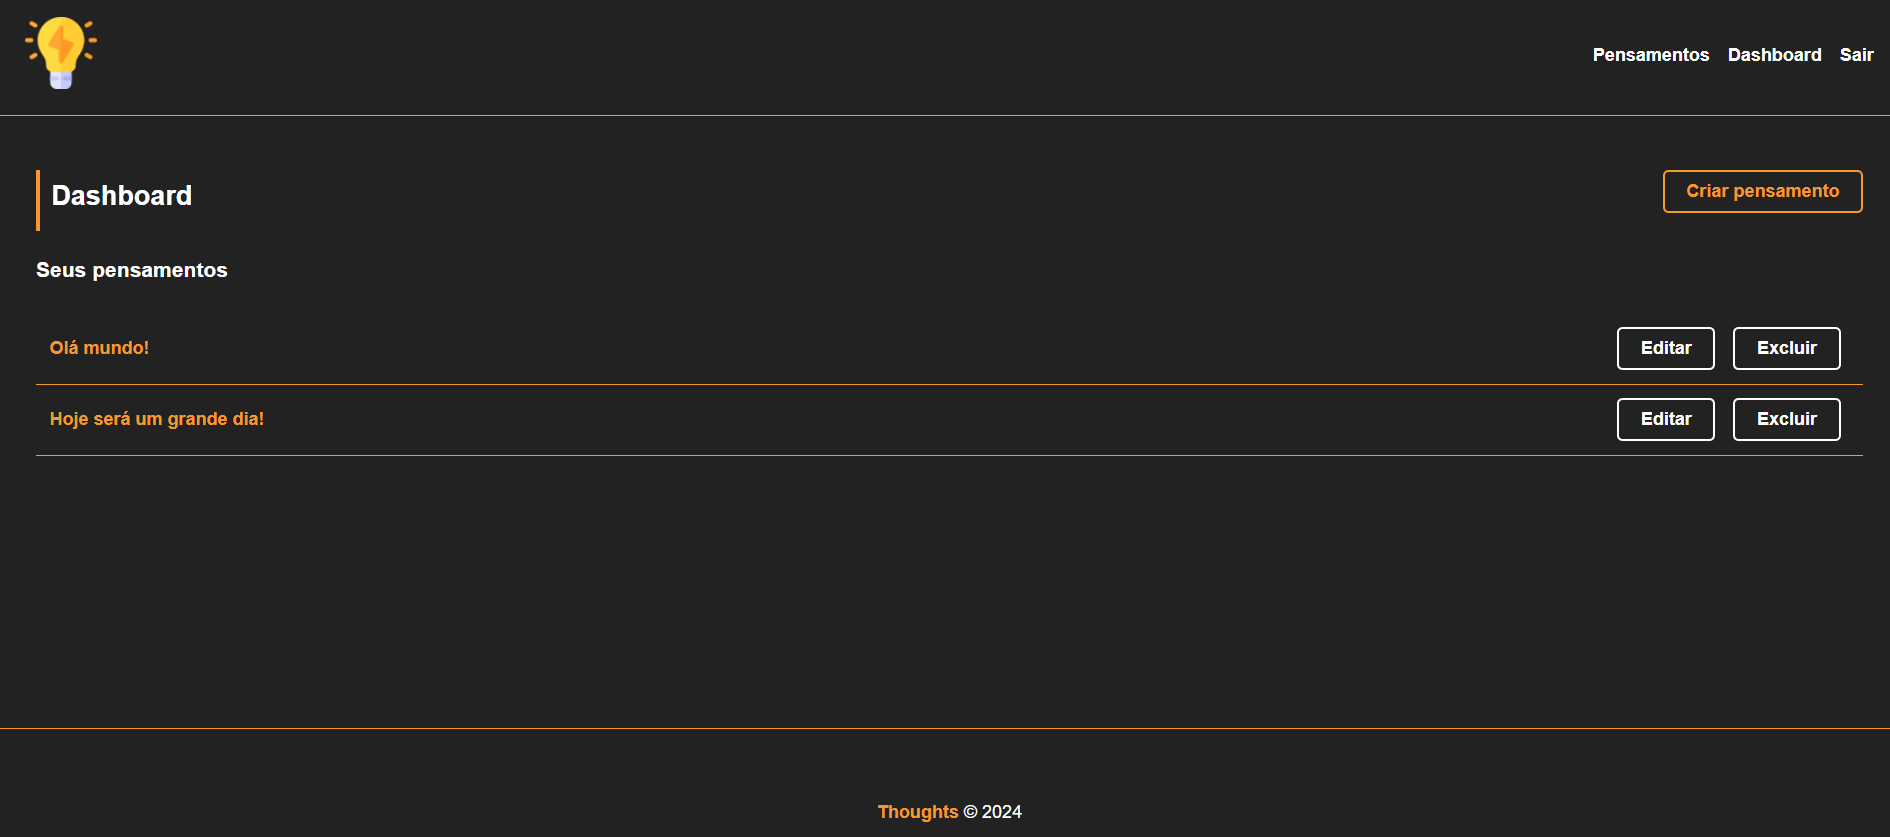 Pensamentos Dashboard Sair
Dashboard
Criar pensamento
Seus pensamentos
Olá mundo!
Editar Excluir
Hoje será um grande dia!
Editar Excluir
Thoughts © 2024